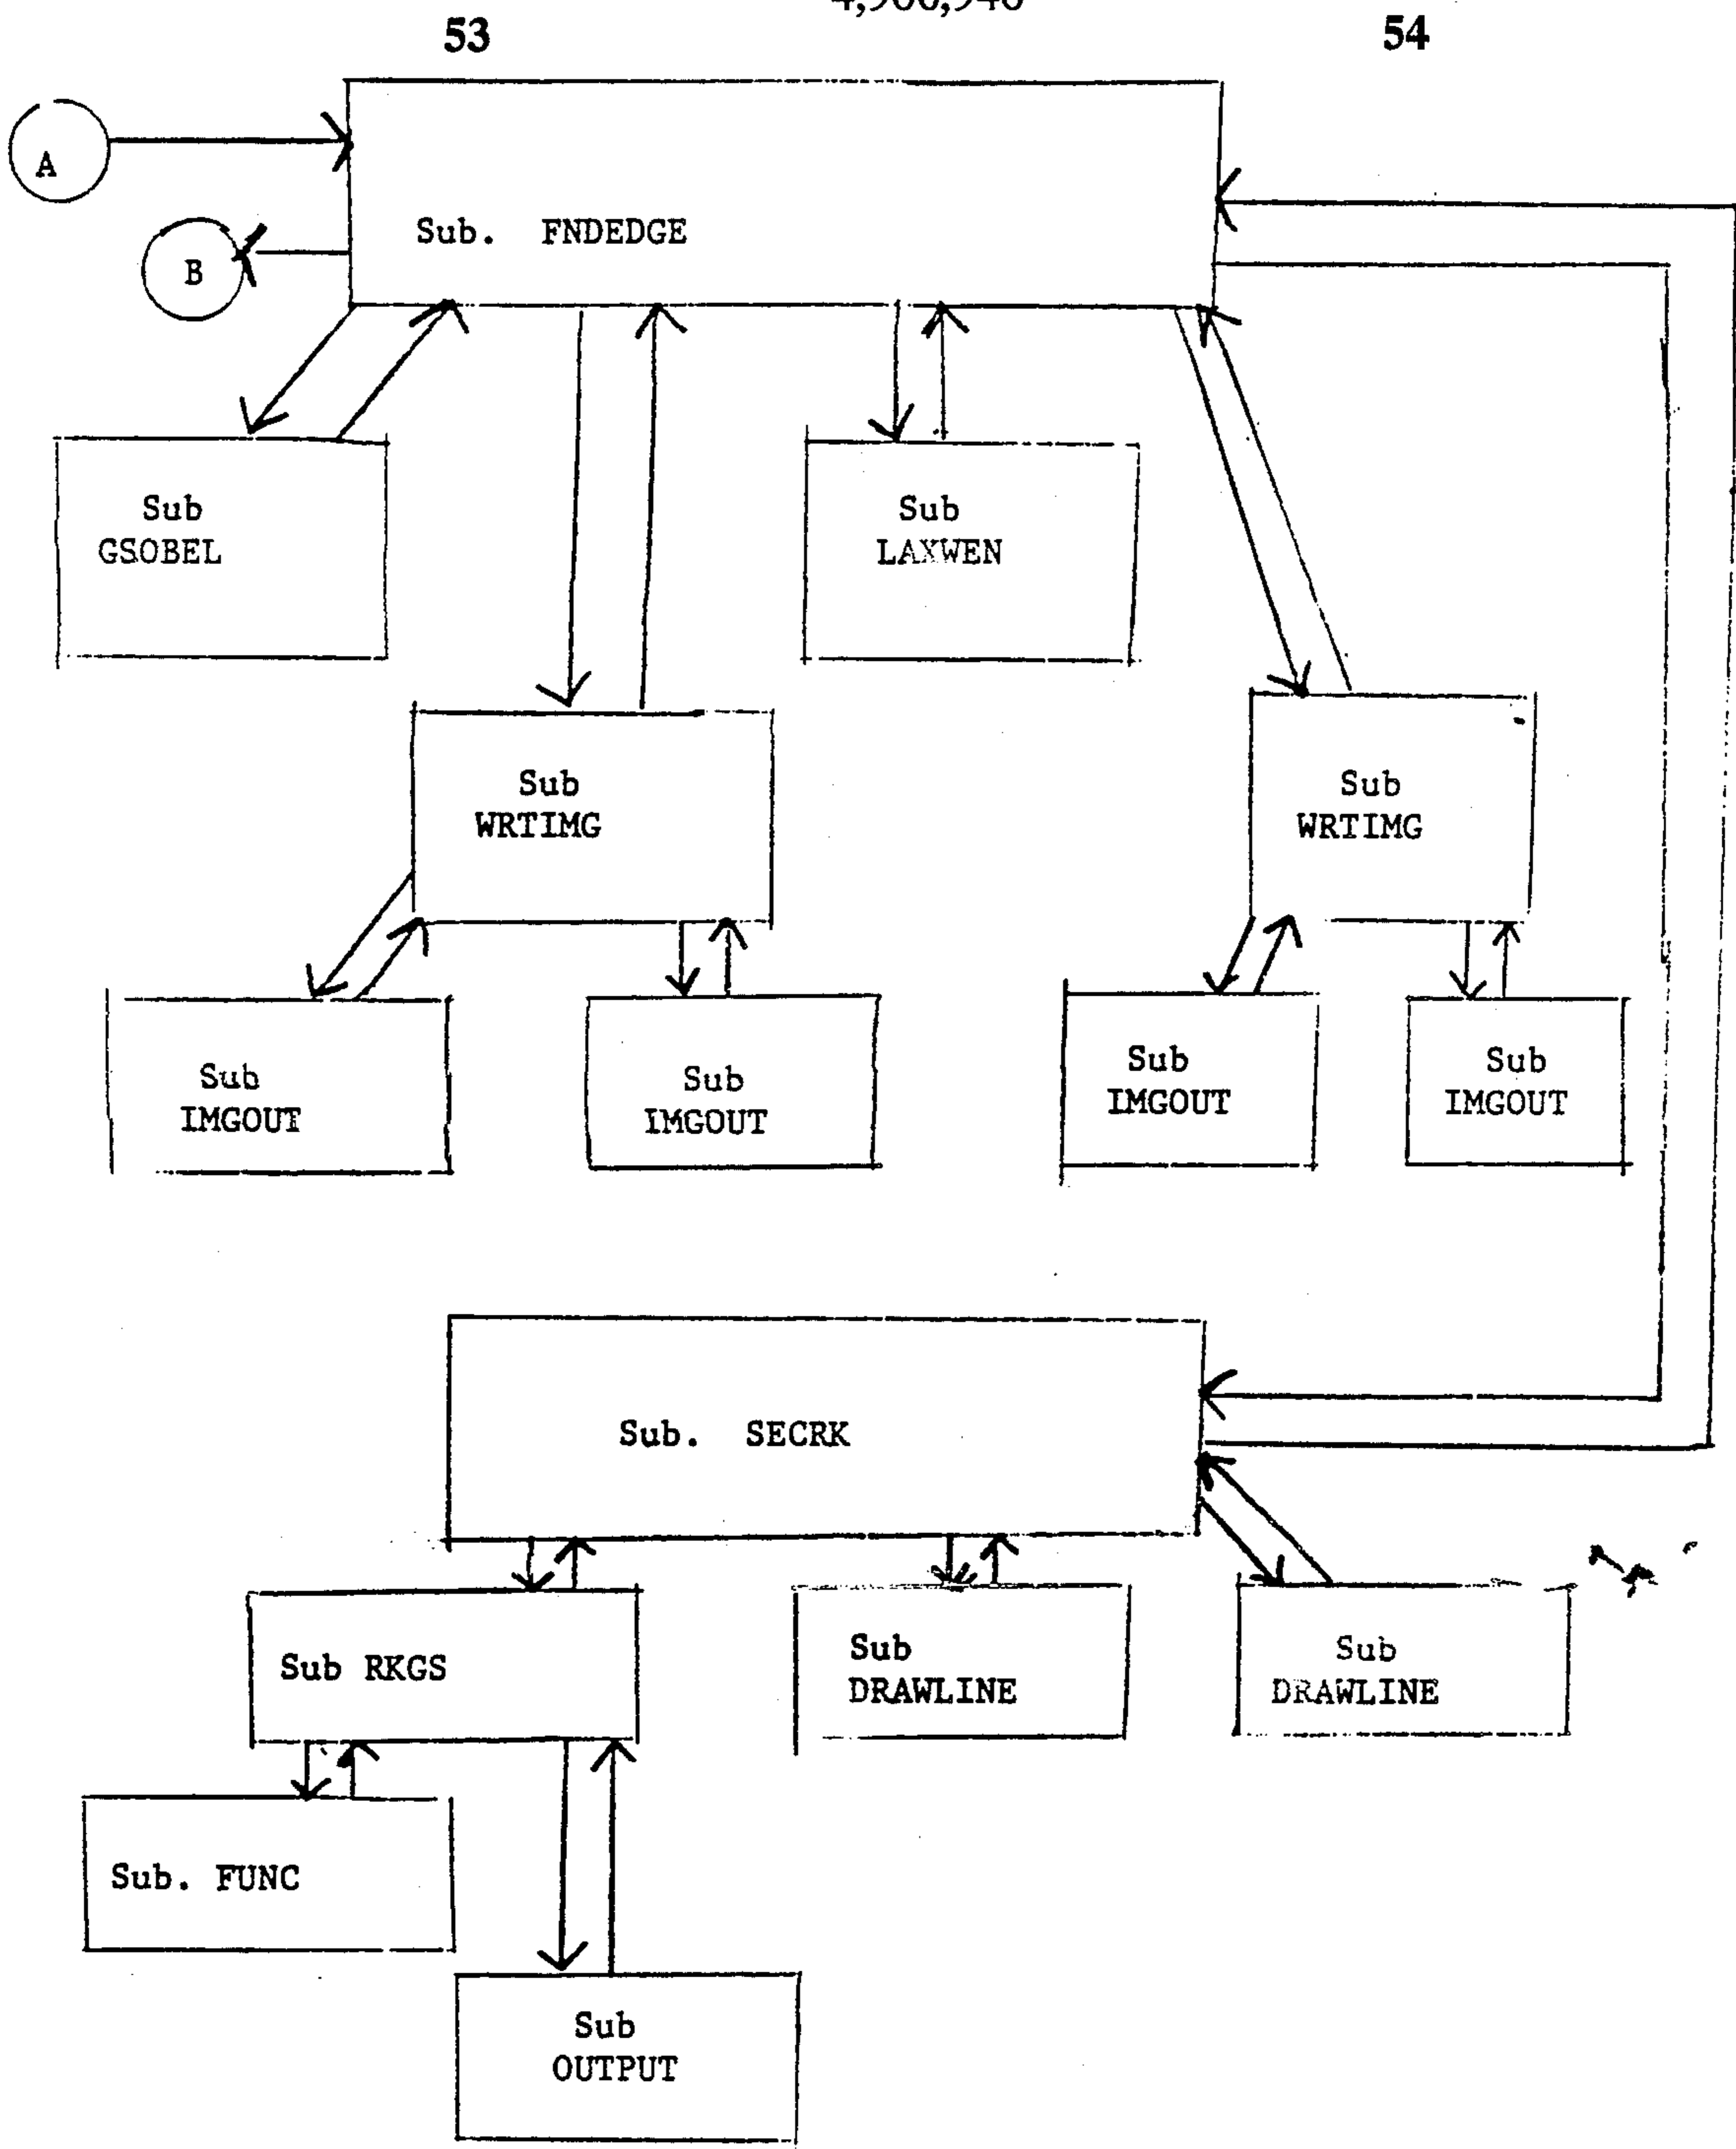 53
54
A
Sub. FNDEDGE
B
Sub
GSOBEL
Sub
LAXWEN
Sub
WRTIMG
Sub
WRTIMG
Sub
IMGOUT
Sub
IMGOUT
Sub
IMGOUT
Sub
IMGOUT
Sub. SECRK
Sub RKGS
Sub
DRAWLINE
Sub
DRAWLINE
Sub. FUNC
Sub
OUTPUT